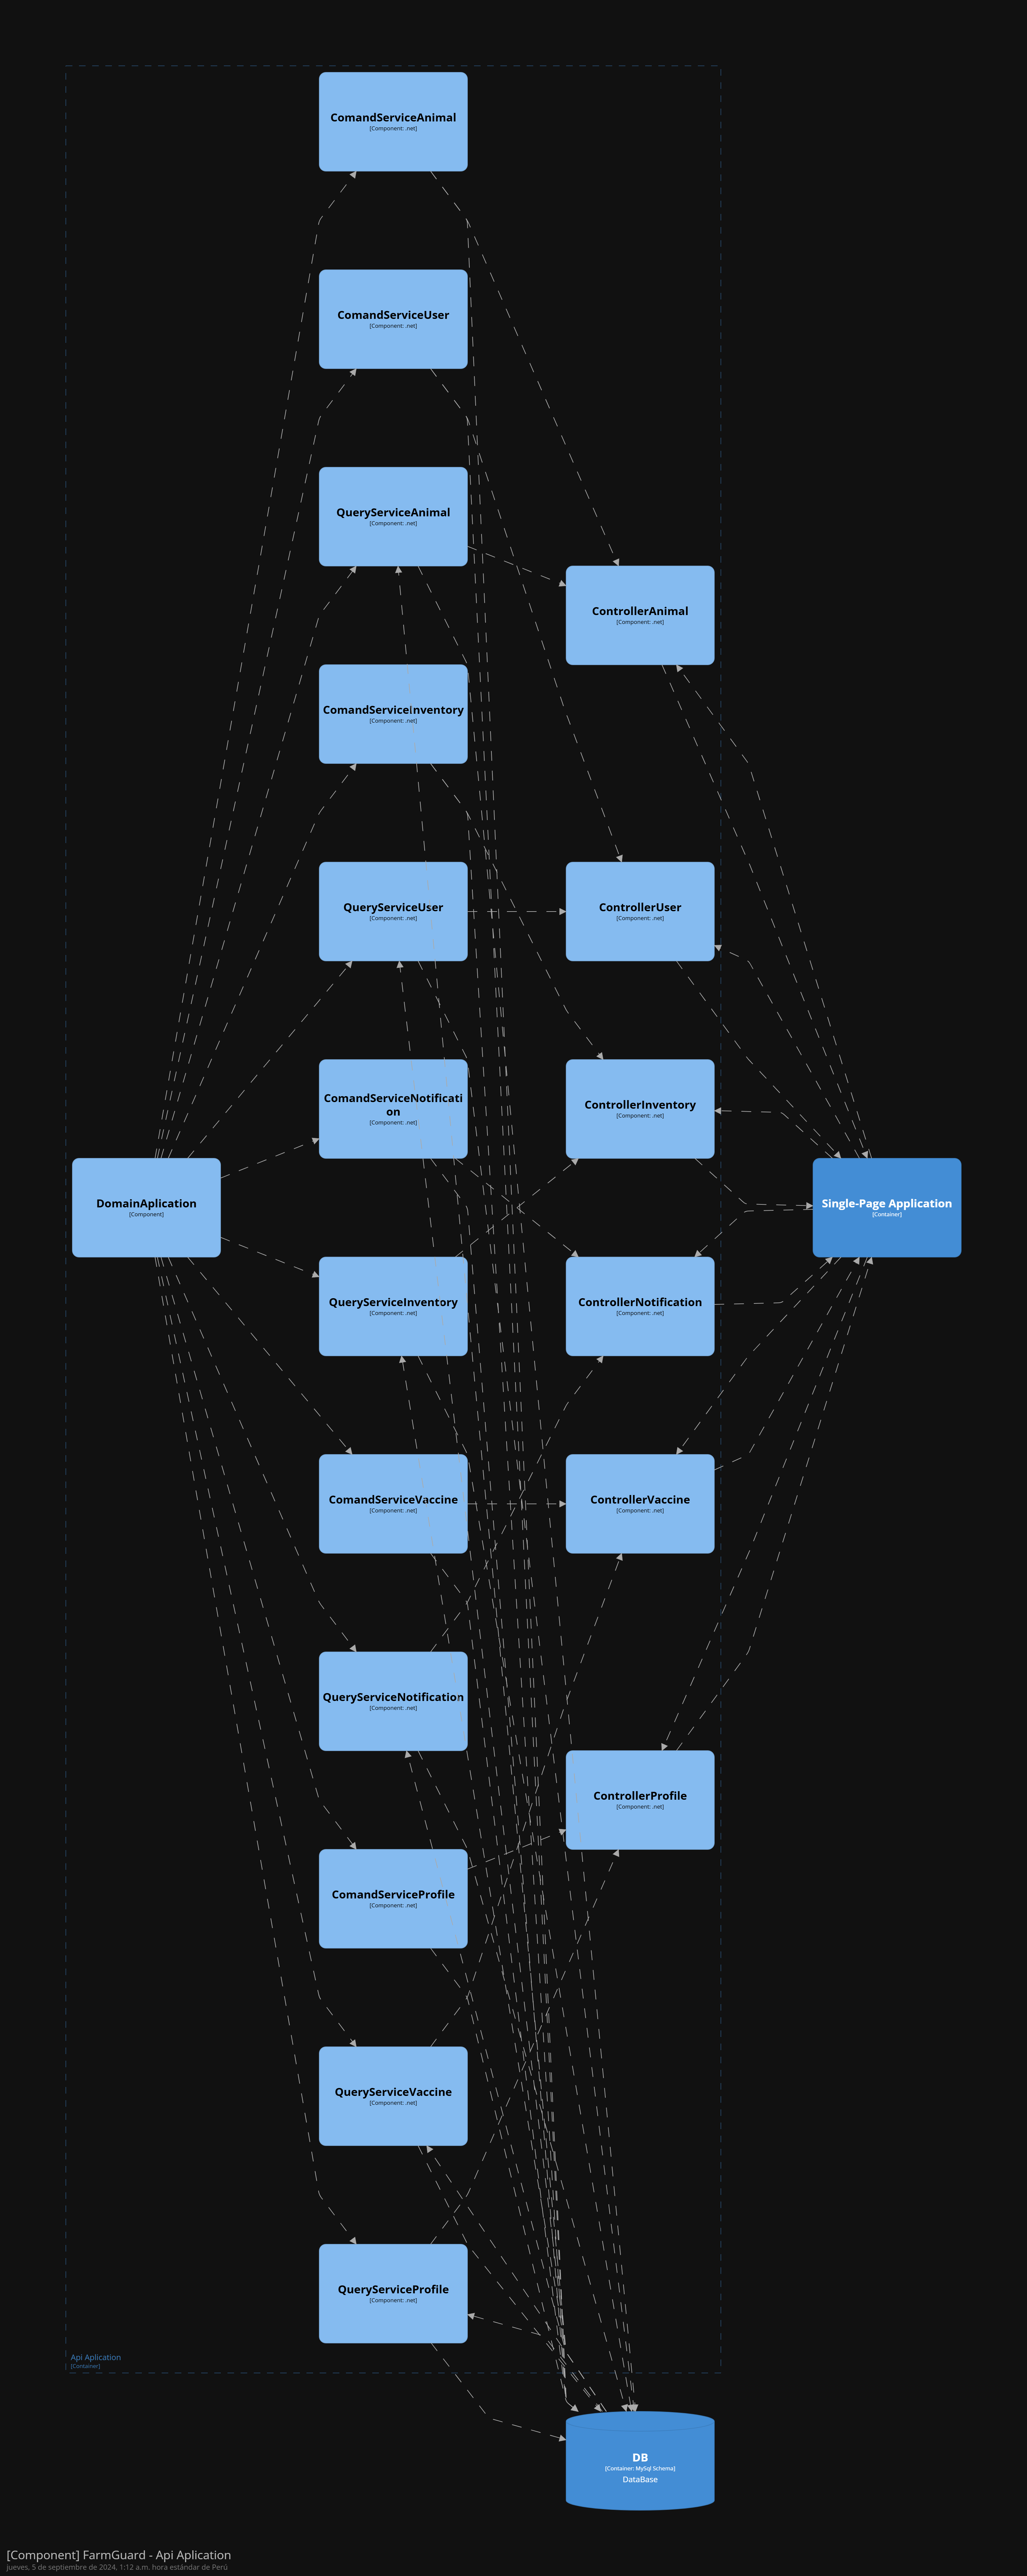 ComandServiceAnimal
[Component: .net]
ComandServiceUser
[Component: .net]
QueryServiceAnimal
[Component: .net]
ControllerAnimal
[Component: .net]
ComandServiceInventory
[Component: .net]
QueryServiceUser
[Component: .net]
ControllerUser
[Component: .net]
ComandServiceNotificati
on
[Component: .net]
ControllerInventory
[Component: .net]
DomainAplication
[Component]
Single-Page Application
[Container]
QueryServiceInventory
[Component: .net]
ControllerNotification
[Component: .net]
ComandServiceVaccine
[Component: .net]
ControllerVaccine
[Component: .net]
QueryServiceNotification
[Component: .net]
ControllerProfile
[Component: .net]
ComandServiceProfile
[Component: .net]
QueryServiceVaccine
[Component: .net]
QueryServiceProfile
[Component: .net]
Api Aplication
[Container]
DB
[Container: MySql Schema]
DataBase
[Component] FarmGuard - Api Aplication
jueves, 5 de septiembre de 2024, 1:12 a.m. hora estándar de Perú